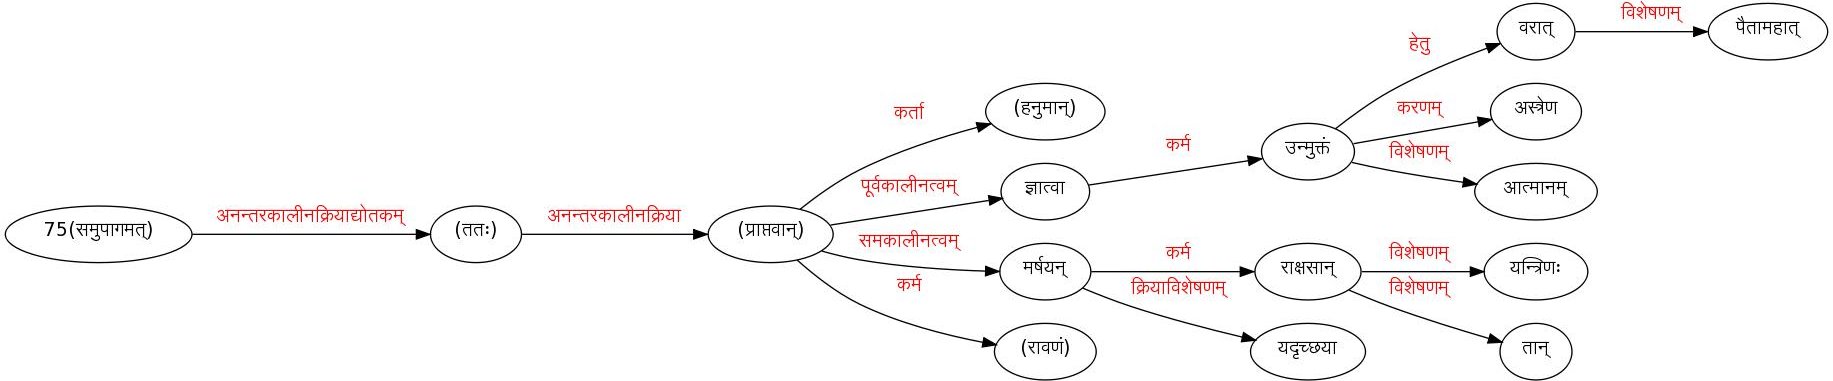 विशेषणम्
वरात्
पैतामहात्
हेतु
कर्ता
(हनुमान्)
करणम्
अस्त्रेण
कर्म
उन्मुक्तं
विशेषणम्
पूर्वकालीनत्वम्
ज्ञात्वा
आत्मानम्
75(समुपागमत्)
अनन्तरकालीनक्रियाद्योतकम्
(ततः)
अनन्तरकालीनक्रिया
(प्राप्तवान्)
समकालीनत्वम्
मर्षयन्
कर्म
राक्षसान्
विशेषणम्
यन्त्रिणः
कर्म
क्रियाविशेषणम्
विशेषणम्
(रावणं)
यदृच्छया
तान्